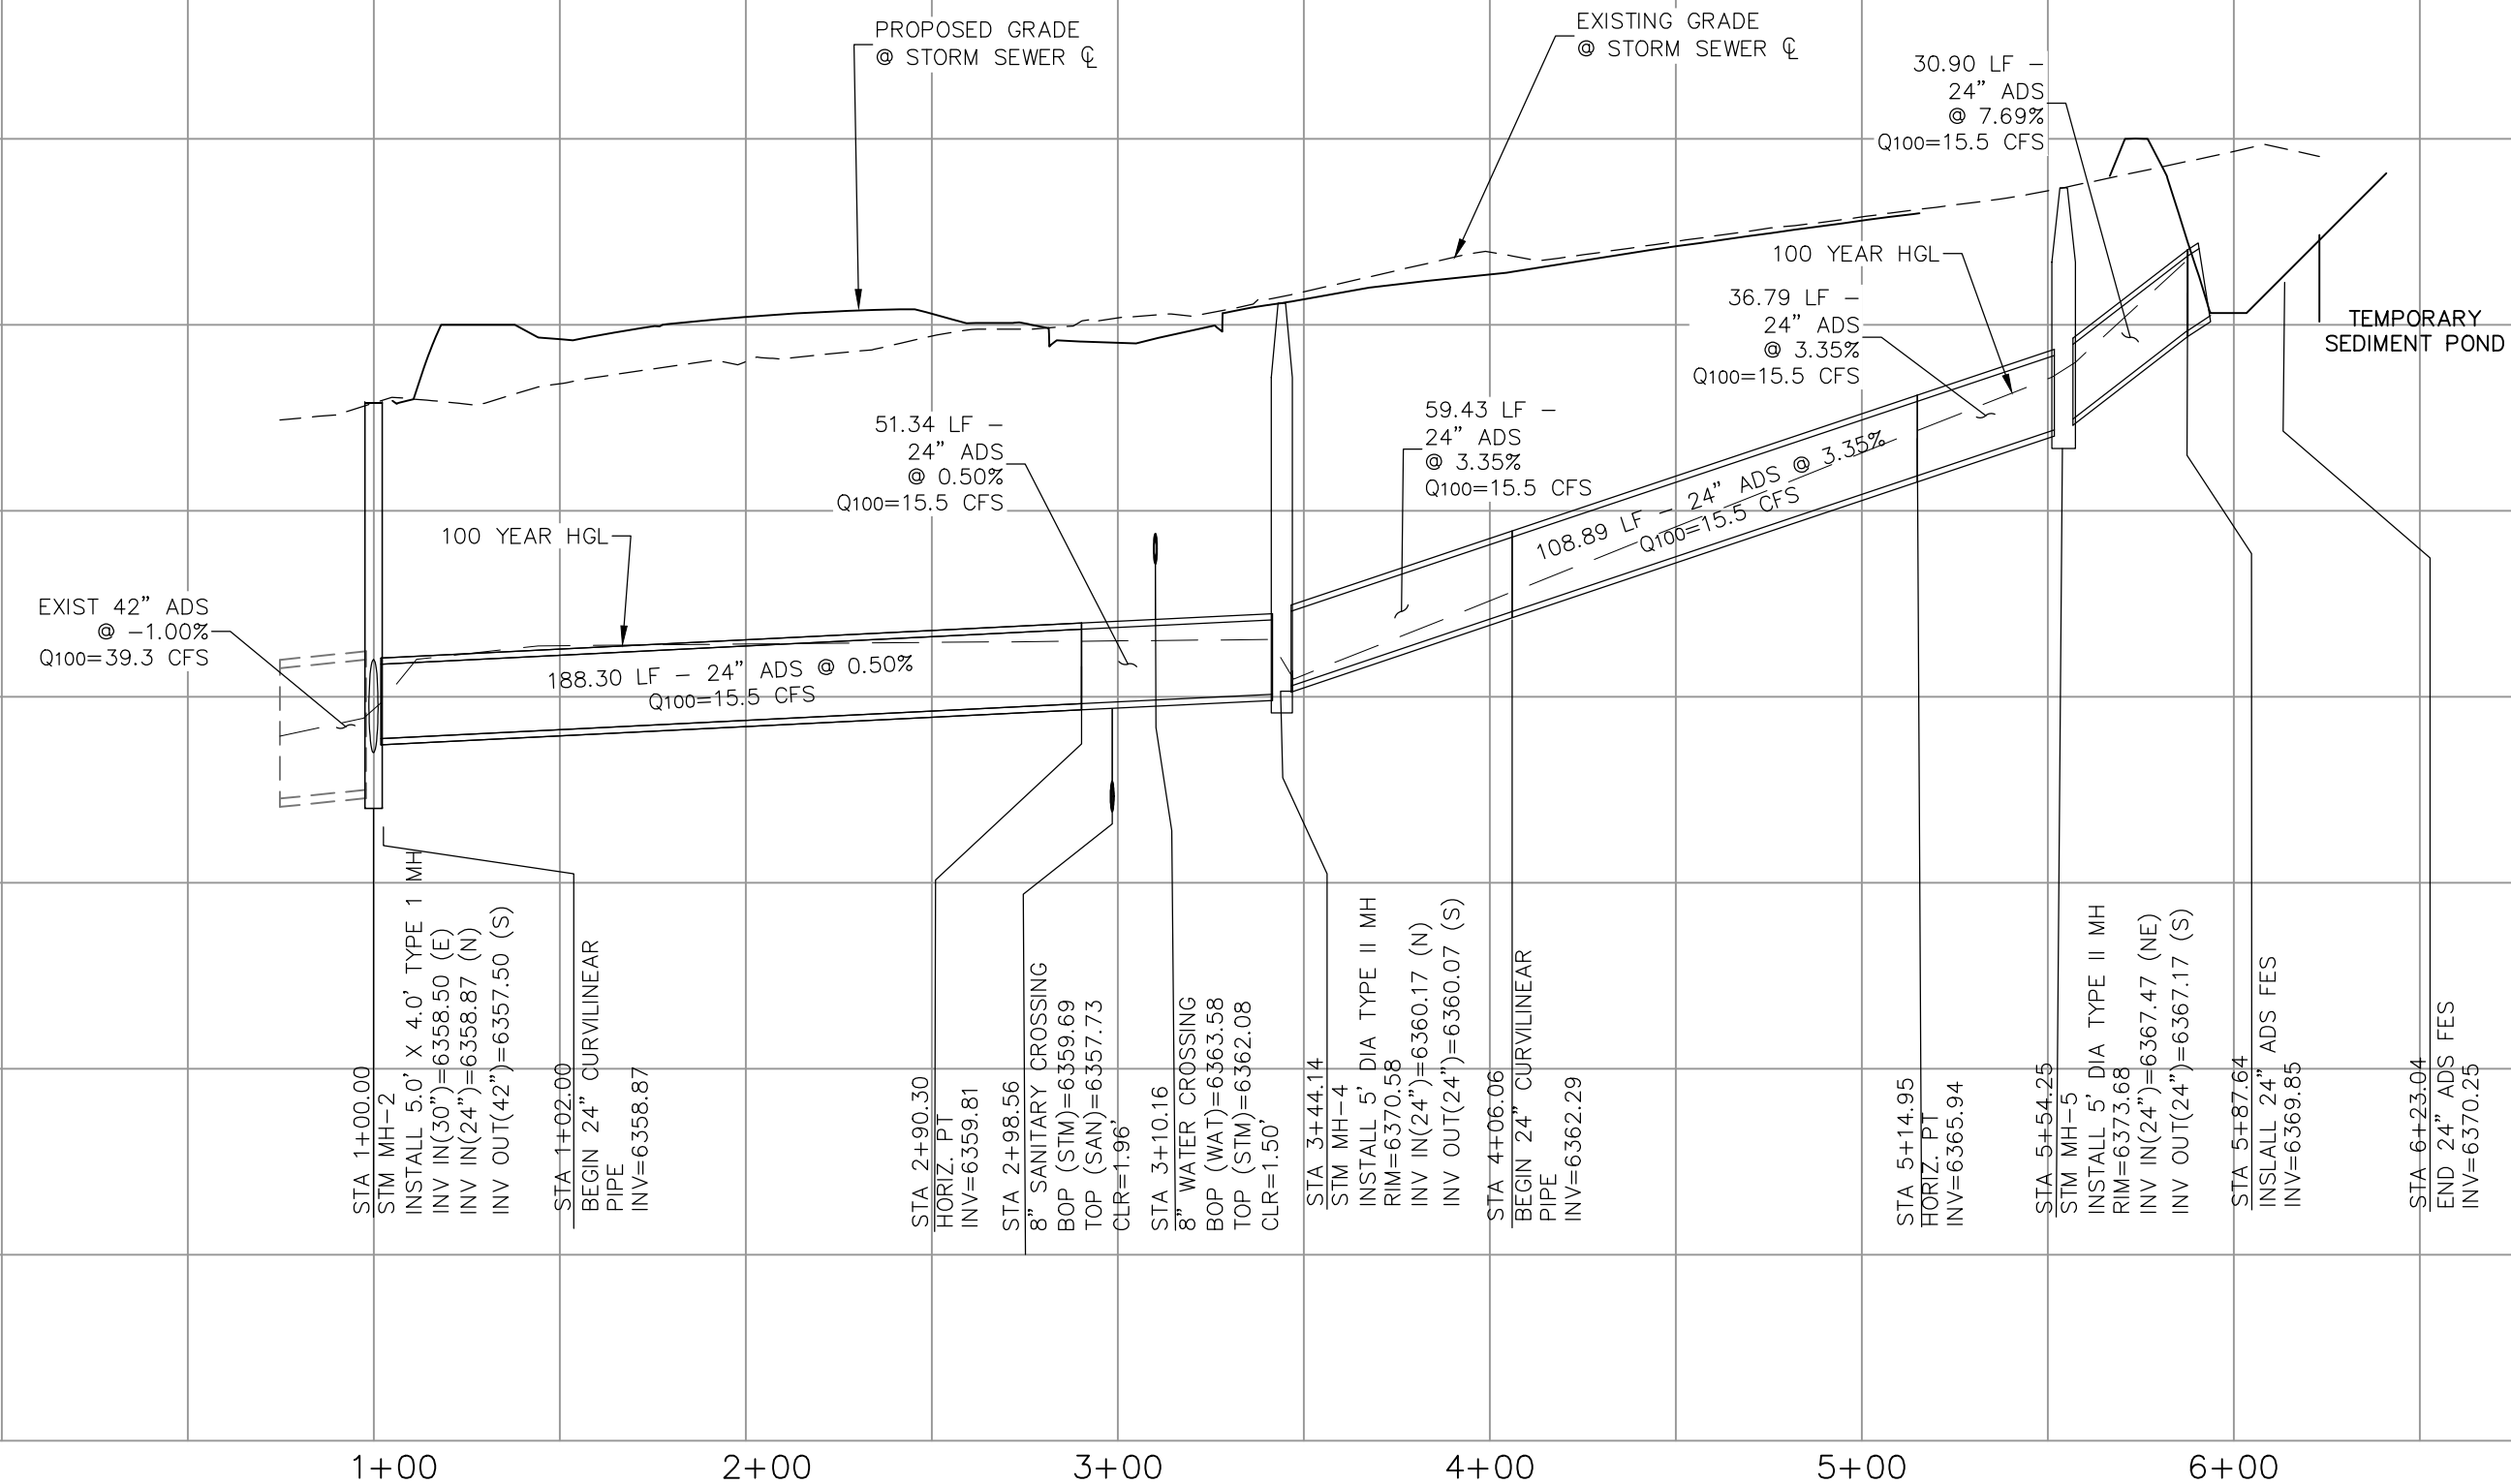 PROPOSED GRADE
@ STORM SEWER ℄
EXISTING GRADE
@ STORM SEWER ℄
30.90 LF –
24" ADS
@ 7.69%
Q100=15.5 CFS
100 YEAR HGL
36.79 LF –
24" ADS
@ 3.35%
Q100=15.5 CFS
TEMPORARY
SEDIMENT POND
51.34 LF –
24" ADS
@ 0.50%
Q100=15.5 CFS
59.43 LF –
24" ADS
@ 3.35%
Q100=15.5 CFS
108.89 LF – 24" ADS @ 3.35%
Q100=15.5 CFS
100 YEAR HGL
EXIST 42" ADS
@ -1.00%
Q100=39.3 CFS
188.30 LF – 24" ADS @ 0.50%
Q100=15.5 CFS
STA 1+00.00
STM MH-2
INSTALL 5.0' X 4.0' TYPE 1 MH
INV IN(30")=6358.50 (E)
INV IN(24")=6358.87 (N)
INV OUT(42")=6357.50 (S)
STA 1+02.00
BEGIN 24" CURVILINEAR
PIPE
INV=6358.87
STA 2+90.30
HORIZ. PT
INV=6359.81
STA 2+98.56
8" SANITARY CROSSING
BOP (STM)=6359.69
TOP (SAN)=6357.73
CLR=1.96'
STA 3+10.16
8" WATER CROSSING
BOP (WAT)=6363.58
TOP (STM)=6362.08
CLR=1.50'
STA 3+44.14
STM MH-4
INSTALL 5' DIA TYPE II MH
RIM=6370.58
INV IN(24")=6360.17 (N)
INV OUT(24")=6360.07 (S)
STA 4+06.06
BEGIN 24" CURVILINEAR
PIPE
INV=6362.29
STA 5+14.95
HORIZ. PT
INV=6365.94
STA 5+54.25
STM MH-5
INSTALL 5' DIA TYPE II MH
RIM=6373.68
INV IN(24")=6367.47 (NE)
INV OUT(24")=6367.17 (S)
STA 5+87.64
INSLALL 24" ADS FES
INV=6369.85
STA 6+23.04
END 24" ADS FES
INV=6370.25
1+00
2+00
3+00
4+00
5+00
6+00